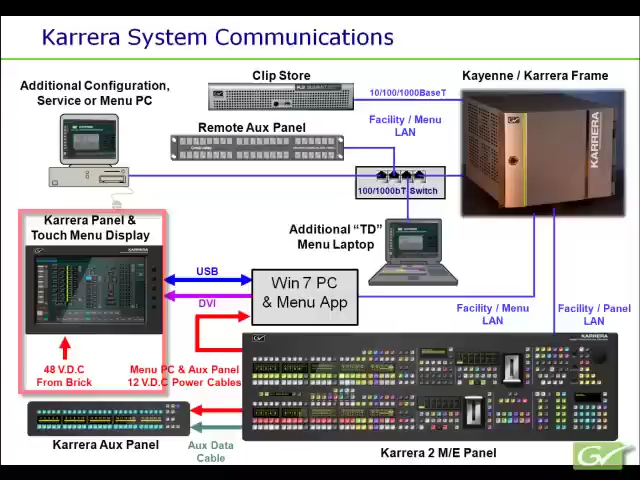 Karrera System Communications
Additional Configuration,
Service or Menu PC
Clip Store
10/100/1000BaseT
Kayenne / Karrera Frame
Facility / Menu
LAN
Remote Aux Panel
KARRERA
100/1000bT Switch
Karrera Panel &
Touch Menu Display
Additional “TD”
Menu Laptop
USB
DVI
Win 7 PC
& Menu App
Facility / Menu
LAN
Facility / Panel
LAN
48 V.D.C
From Brick
Menu PC & Aux Panel
12 V.D.C Power Cables
Karrera Aux Panel
Aux Data
Cable
Karrera 2 M/E Panel
GV